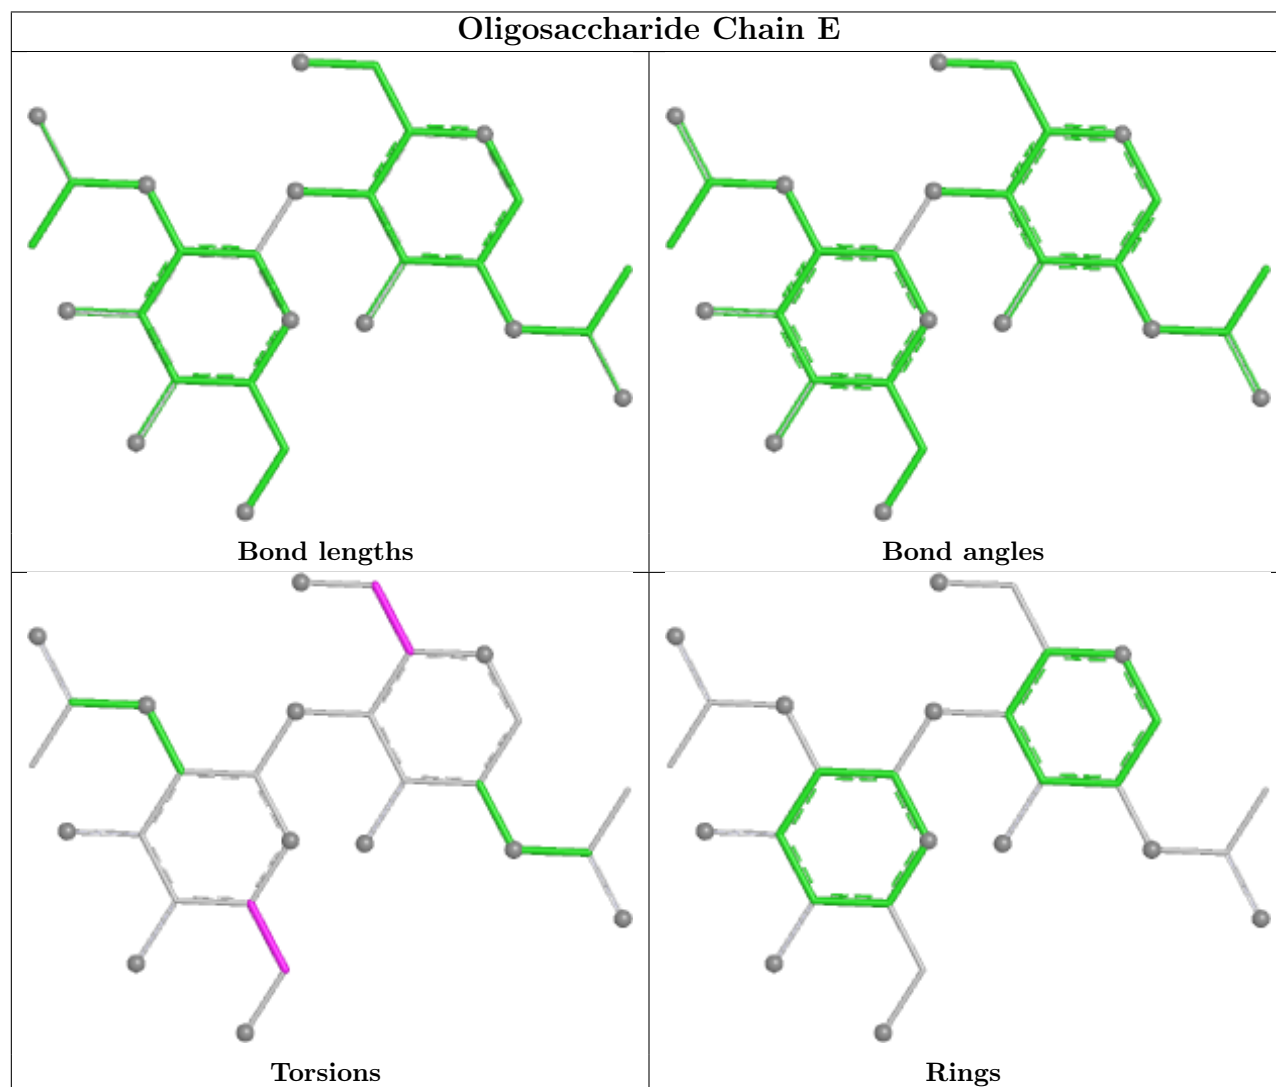 Oligosaccharide Chain E
Bond lengths
Bond angles
Torsions
Rings